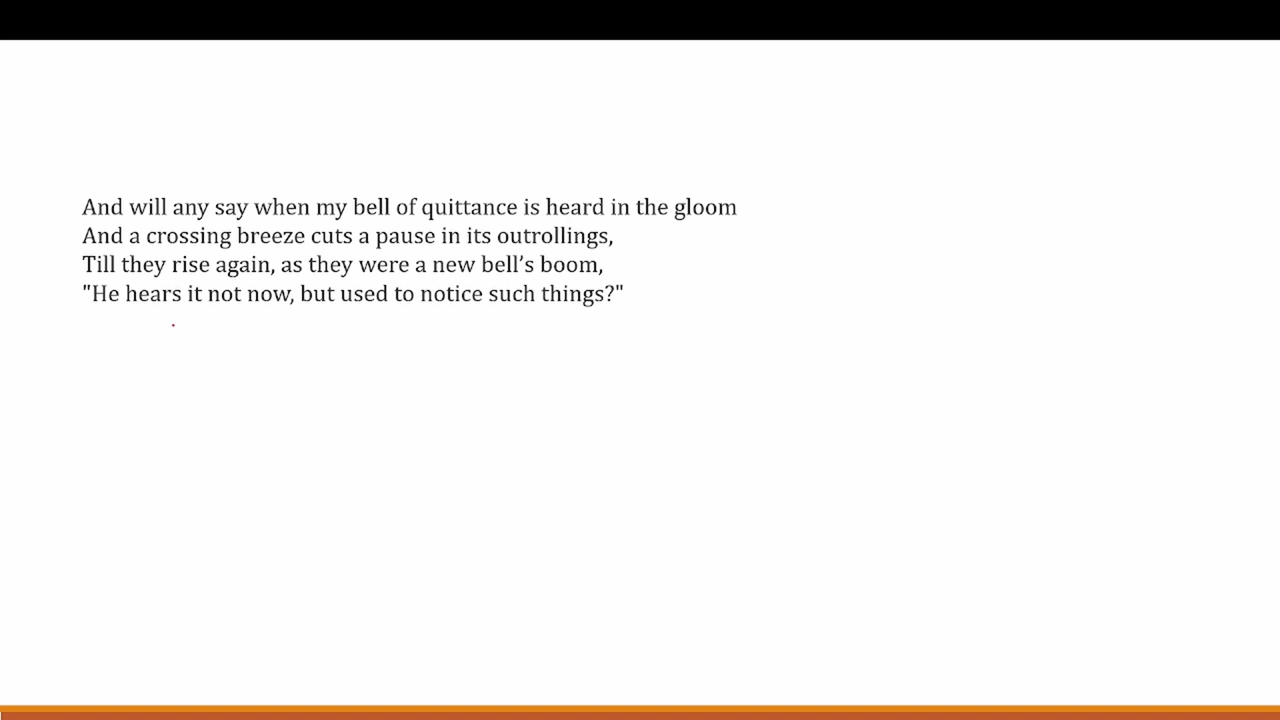 And will any say when my bell of quittance is heard in the gloom
And a crossing breeze cuts a pause in its outrollings,
Till they rise again, as they were a new bell’s boom,
"He hears it not now, but used to notice such things?"